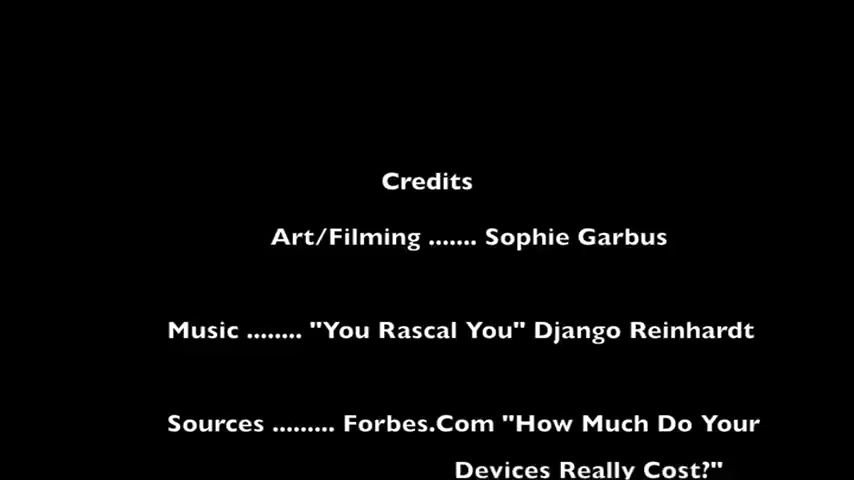 Credits
Art/Filming ....... Sophie Garbus
Music ........ "You Rascal You" Django Reinhardt
Sources ......... Forbes.Com "How Much Do Your
Devices Really Cost?"